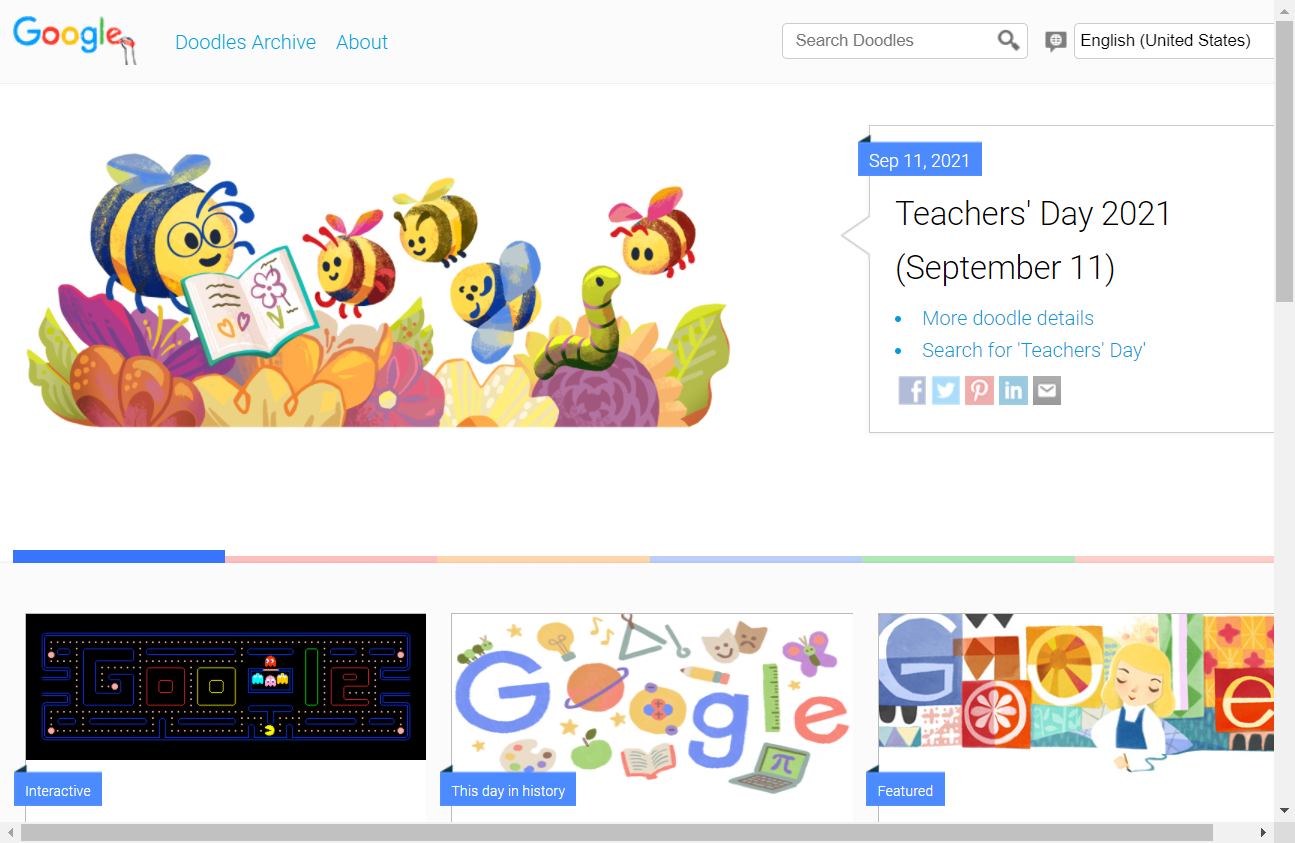 Google
Doodles Archive
About
Search Doodles
English (United States)
Sep 11, 2021
Teachers' Day 2021
(September 11)
More doodle details
Search for 'Teachers' Day'
Interactive
Google
π
This day in history
Google
Featured